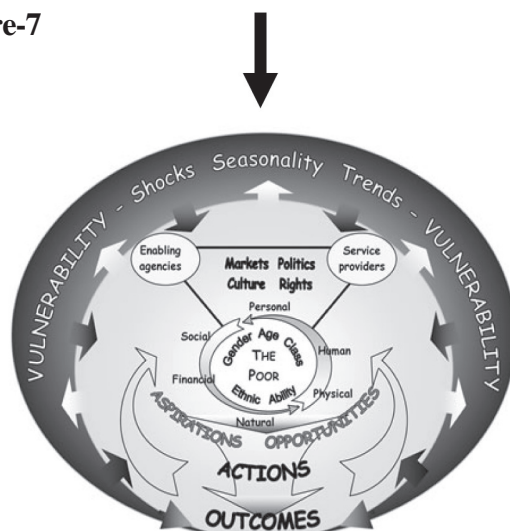 re-7
VULNERABILITY - Shocks Seasonality Trends - VULNERABILITY
Enabling
agencies
Service
providers
Markets Politics
Culture Rights
Personal
Social
Human
Gender Age Class
THE
POOR
Ethnic Ability
Financial
Physical
Natural
ASPIRATIONS OPPORTUNITIES
ACTIONS
OUTCOMES